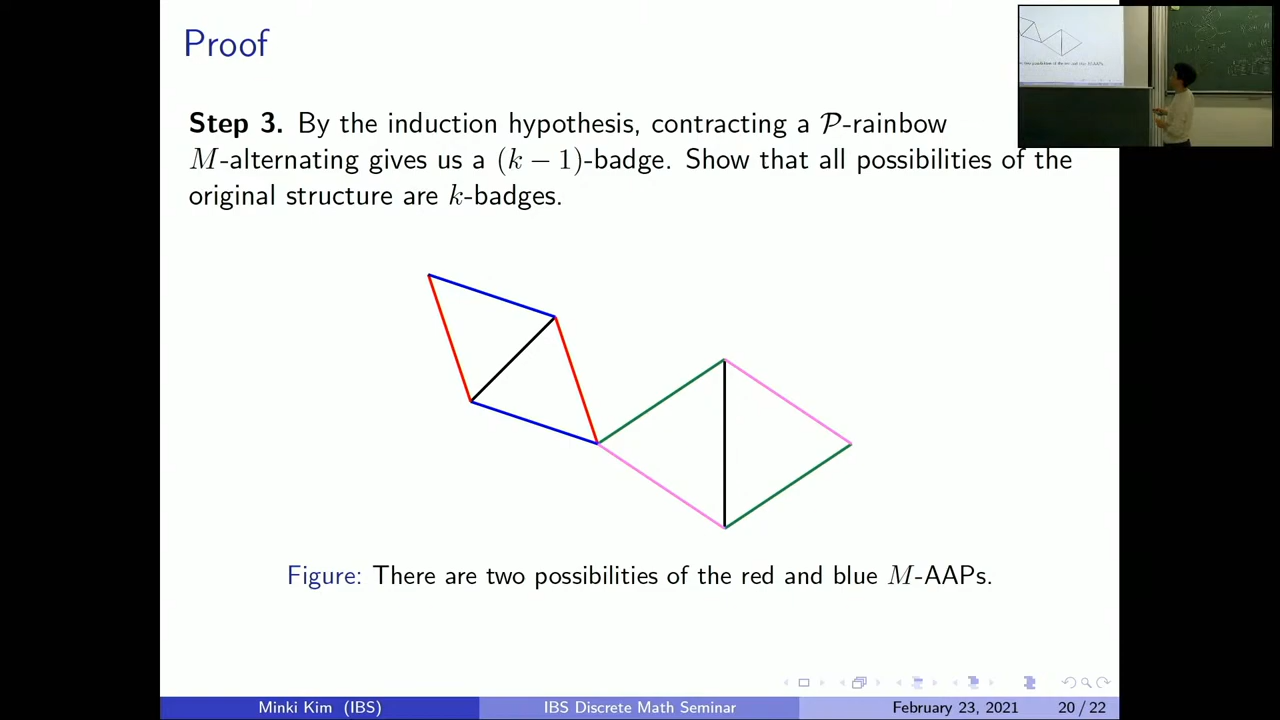 Proof
Step 3. By the induction hypothesis, contracting a 𝒫-rainbow
M-alternating gives us a (k − 1)-badge. Show that all possibilities of the
original structure are k-badges.
Figure: There are two possibilities of the red and blue M-AAPs.
Minki Kim (IBS) IBS Discrete Math Seminar February 23, 2021 20 / 22